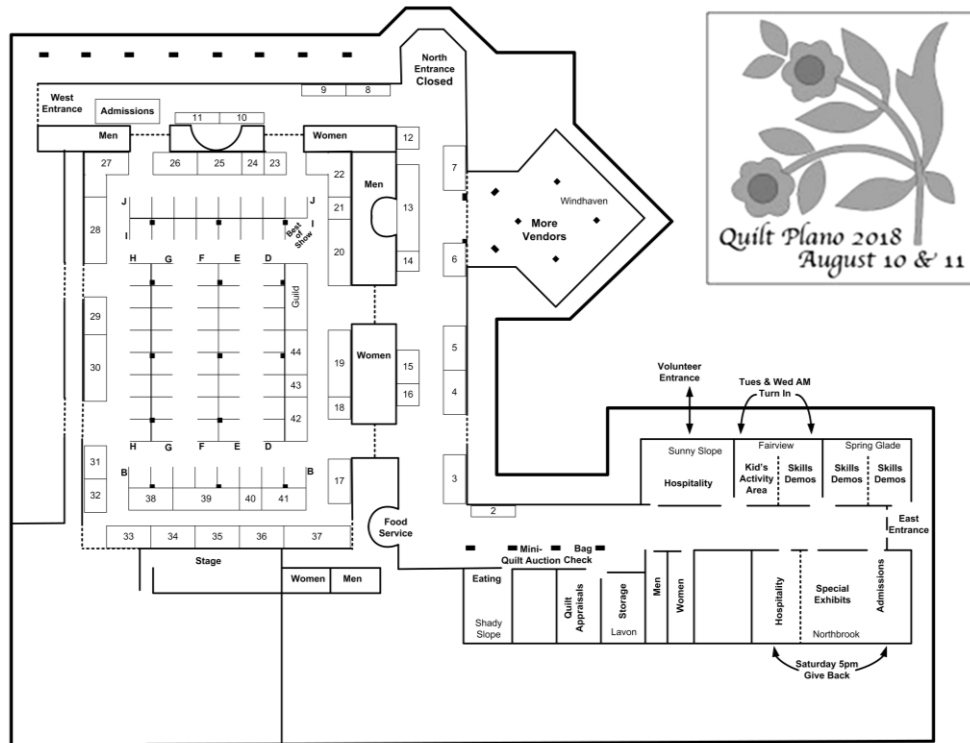 North
Entrance
Closed
West
Entrance
Admissions
9
8
11
10
Men
Women
12
27
26
25
24
23
22
Men
7
13
21
J
J
28
I
I
Best of Show
20
14
Windhaven
More
Vendors
6
Quilt Plano 2018
August 10 & 11
H
G
F
E
D
Guild
29
30
44
43
42
19
Women
15
5
18
16
4
Volunteer
Entrance
Tues & Wed AM
Turn In
H
G
F
E
D
31
32
B
B
38
39
40
41
17
3
Sunny Slope
Fairview
Spring Glade
Hospitality
Kid's
Activity
Area
Skills
Demos
Skills
Demos
Skills
Demos
2
East
Entrance
Food
Service
33
34
35
36
37
Stage
Women
Men
Mini-
Quilt Auction
Bag
Check
Eating
Shady
Slope
Quilt
Appraisals
Storage
Lavon
Men
Women
Hospitality
Special
Exhibits
Admissions
Northbrook
Saturday 5pm
Give Back